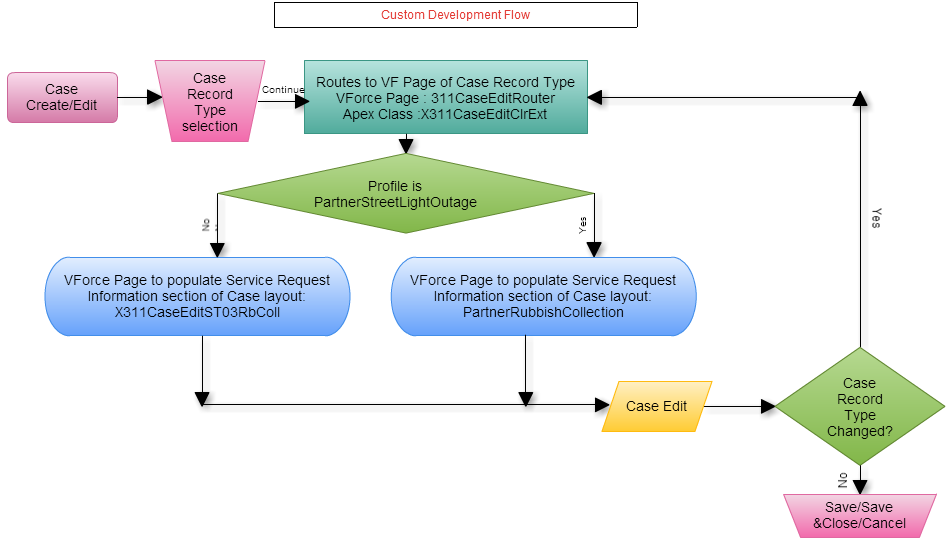 Custom Development Flow
Case
Create/Edit
Case
Record
Type
selection
Continue
Routes to VF Page of Case Record Type
VForce Page : 311CaseEditRouter
Apex Class :X311CaseEditClrExt
Profile is
PartnerStreetLightOutage
No
Yes
VForce Page to populate Service Request
Information section of Case layout:
X311CaseEditST03RbColl
VForce Page to populate Service Request
Information section of Case layout:
PartnerRubbishCollection
Case Edit
Case
Record
Type
Changed?
Yes
No
Save/Save
&Close/Cancel